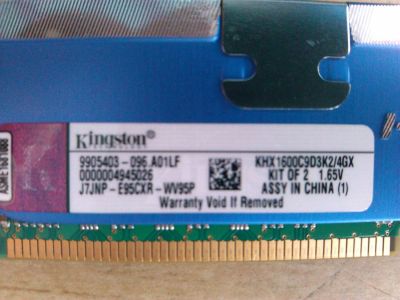 Kingston
9905403-096.A01LF
0000004945026
J7JNP-E95CXR-WV95P
KHX1600C9D3K2/4GX
KIT OF 2 1.65V
ASSY IN CHINA (1)
Warranty Void If Removed